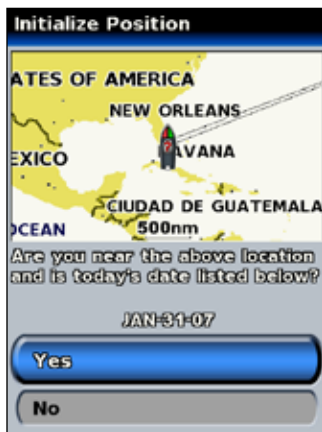 Initialize Position
ATES OF AMERICA
NEW ORLEANS
EXICO
AVANA
CIUDAD DE GUATEMALA
OCEAN
500nm
Are you near the above location
and is today's date listed below?
JAN-31-07
Yes
No